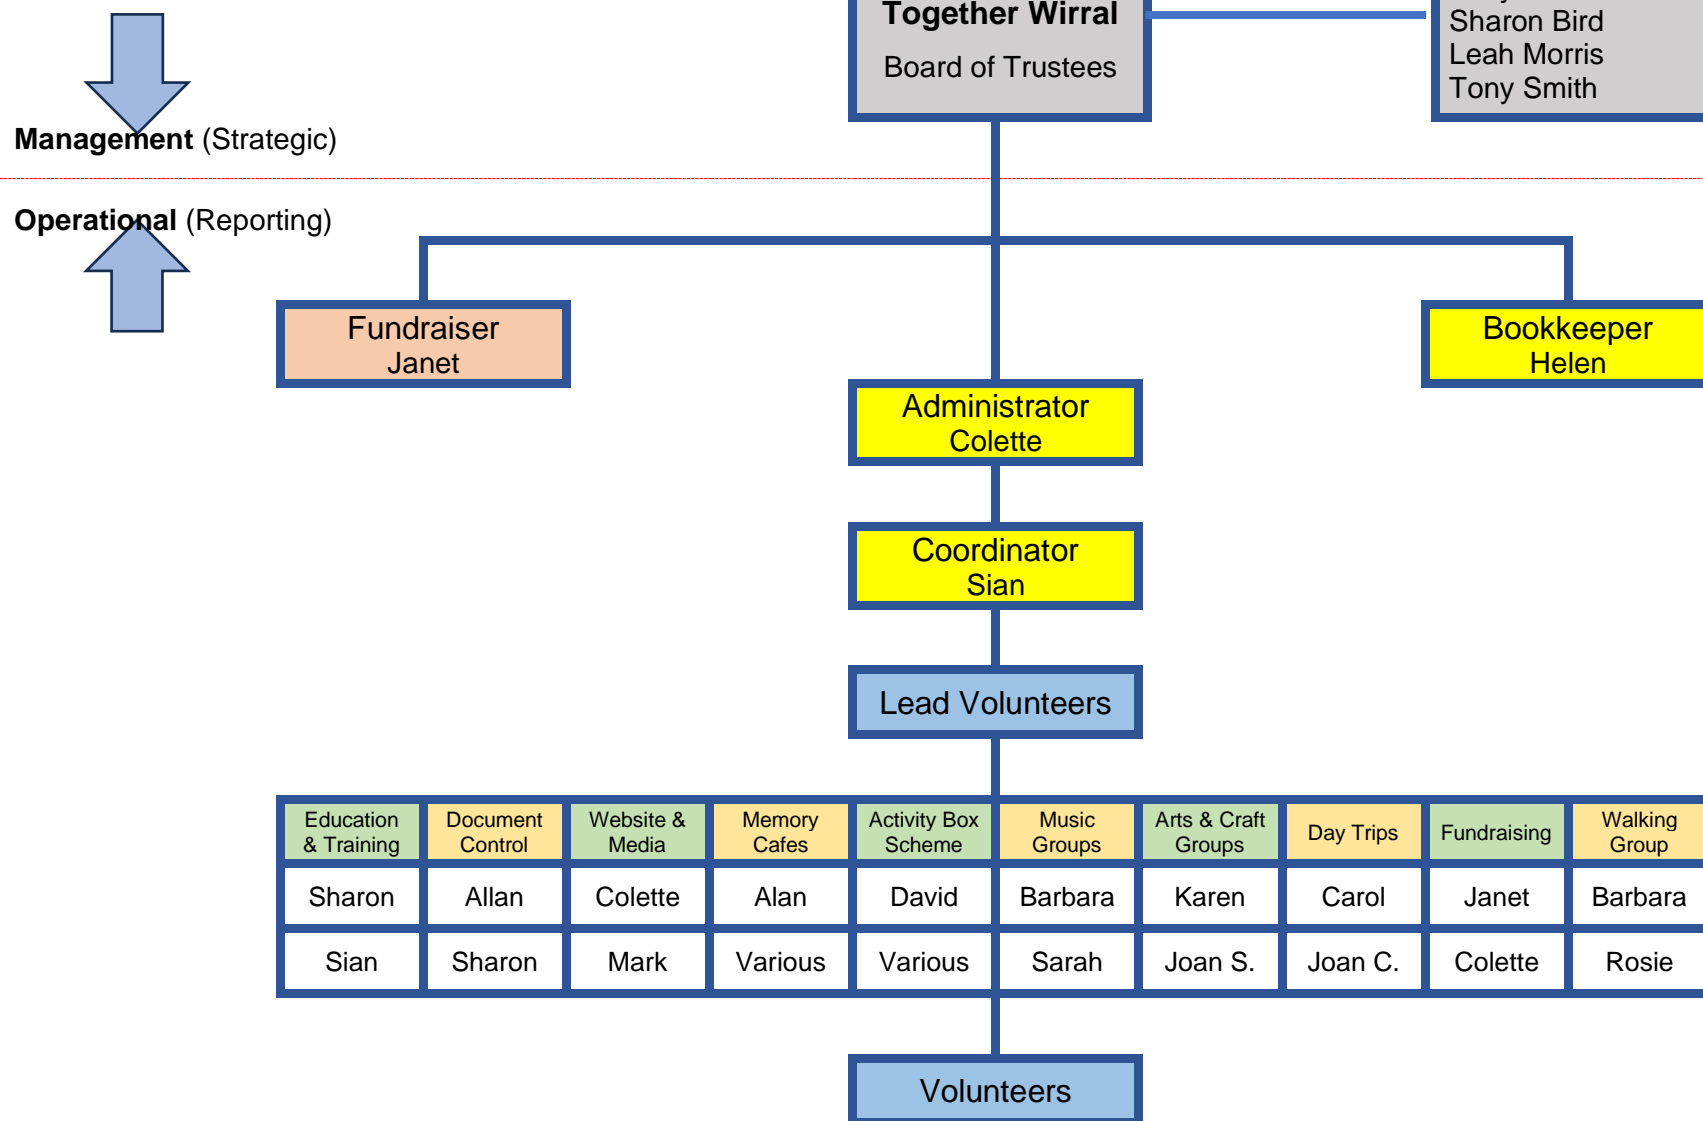 Together Wirral
Board of Trustees
Sharon Bird
Leah Morris
Tony Smith
Management (Strategic)
Operational (Reporting)
Fundraiser
Janet
Bookkeeper
Helen
Administrator
Colette
Coordinator
Sian
Lead Volunteers
Education
& Training
Document
Control
Website &
Media
Memory
Cafes
Activity Box
Scheme
Music
Groups
Arts & Craft
Groups
Day Trips
Fundraising
Walking
Group
Sharon
Allan
Colette
Alan
David
Barbara
Karen
Carol
Janet
Barbara
Sian
Sharon
Mark
Various
Various
Sarah
Joan S.
Joan C.
Colette
Rosie
Volunteers